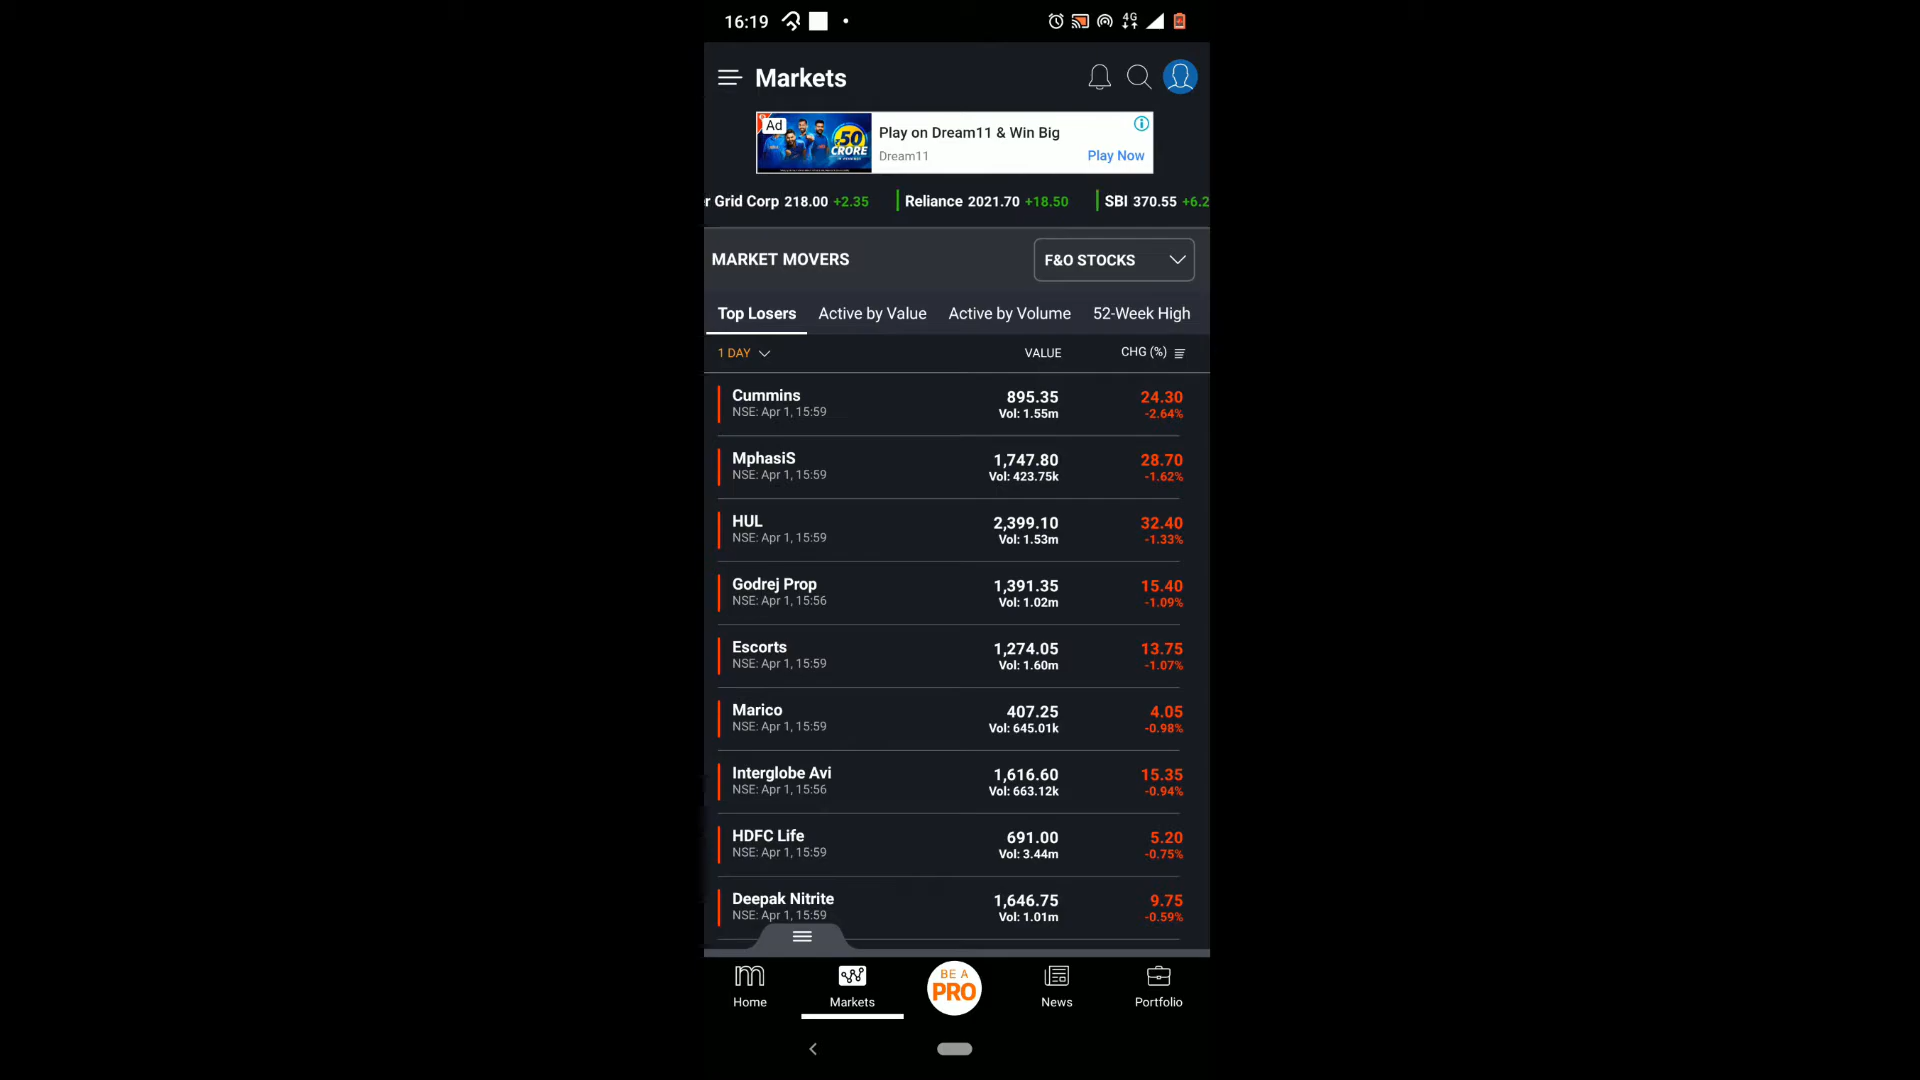 16:19
4G
Markets
Ad
50
CRORE
Play on Dream11 & Win Big
Dream11
Play Now
r Grid Corp 218.00 +2.35 Reliance 2021.70 +18.50 SBI 370.55 +6.2
MARKET MOVERS
F&O STOCKS
Top Losers Active by Value Active by Volume 52-Week High
1 DAY VALUE CHG (%)
Cummins 895.35 24.30
NSE: Apr 1, 15:59 Vol: 1.55m -2.64%
MphasiS 1,747.80 28.70
NSE: Apr 1, 15:59 Vol: 423.75k -1.62%
HUL 2,399.10 32.40
NSE: Apr 1, 15:59 Vol: 1.53m -1.33%
Godrej Prop 1,391.35 15.40
NSE: Apr 1, 15:56 Vol: 1.02m -1.09%
Escorts 1,274.05 13.75
NSE: Apr 1, 15:59 Vol: 1.60m -1.07%
Marico 407.25 4.05
NSE: Apr 1, 15:59 Vol: 645.01k -0.98%
Interglobe Avi 1,616.60 15.35
NSE: Apr 1, 15:56 Vol: 663.12k -0.94%
HDFC Life 691.00 5.20
NSE: Apr 1, 15:59 Vol: 3.44m -0.75%
Deepak Nitrite 1,646.75 9.75
NSE: Apr 1, 15:59 Vol: 1.01m -0.59%
BE A
PRO
Home Markets News Portfolio